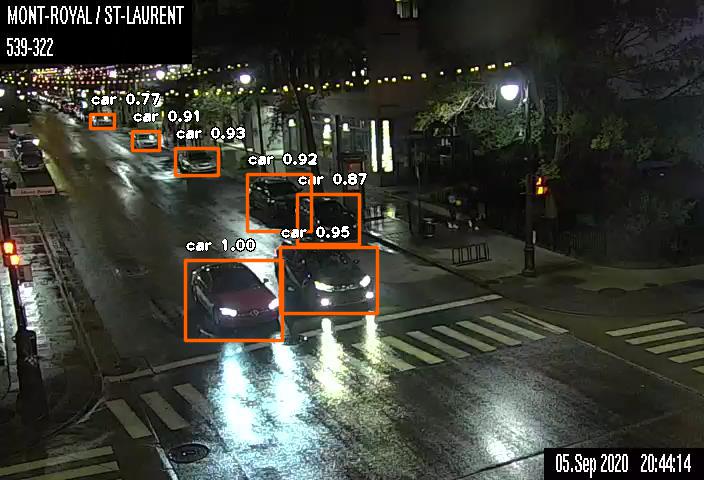 MONT-ROYAL / ST-LAURENT
539-322
car 0.77
car 0.91
car 0.93
car 0.92
car 0.87
car 0.95
car 1.00
05.Sep 2020 20:44:14